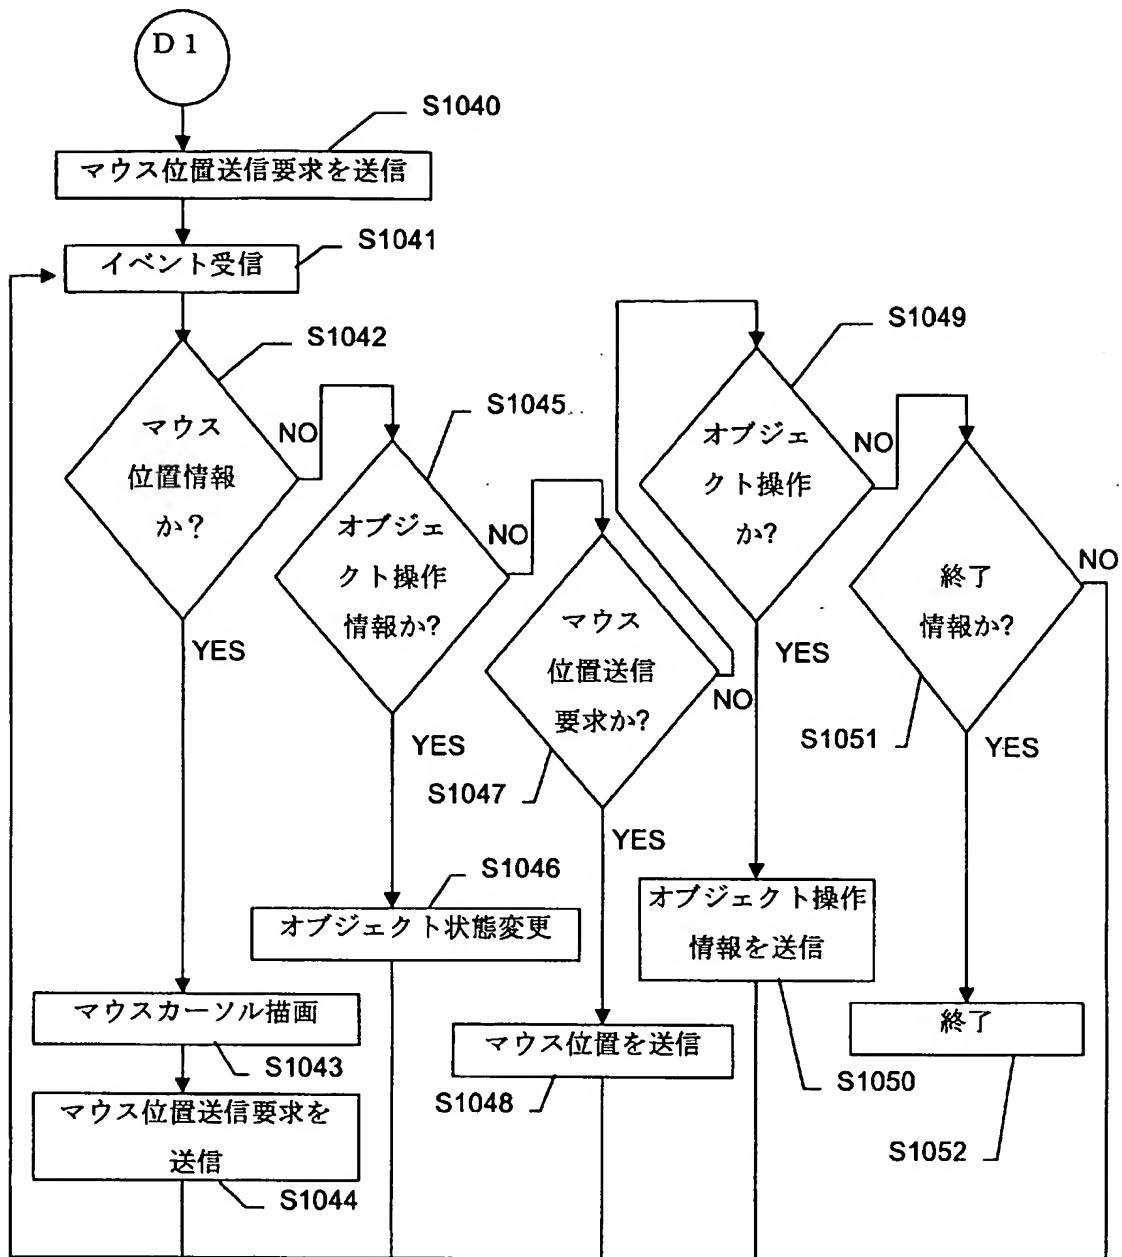 D1
S1040
マウス位置送信要求を送信
S1041
イベント受信
S1042
マウス
位置情報
か?
NO
YES
S1045
オブジェ
クト操作
情報か?
NO
YES
S1046
オブジェクト状態変更
マウスカーソル描画
S1043
マウス位置送信要求を
送信
S1044
マウス
位置送信
要求か?
NO
S1047
YES
マウス位置を送信
S1048
S1049
オブジェ
クト操作
か?
NO
YES
オブジェクト操作
情報を送信
S1050
終了
情報か?
NO
S1051
YES
終了
S1052